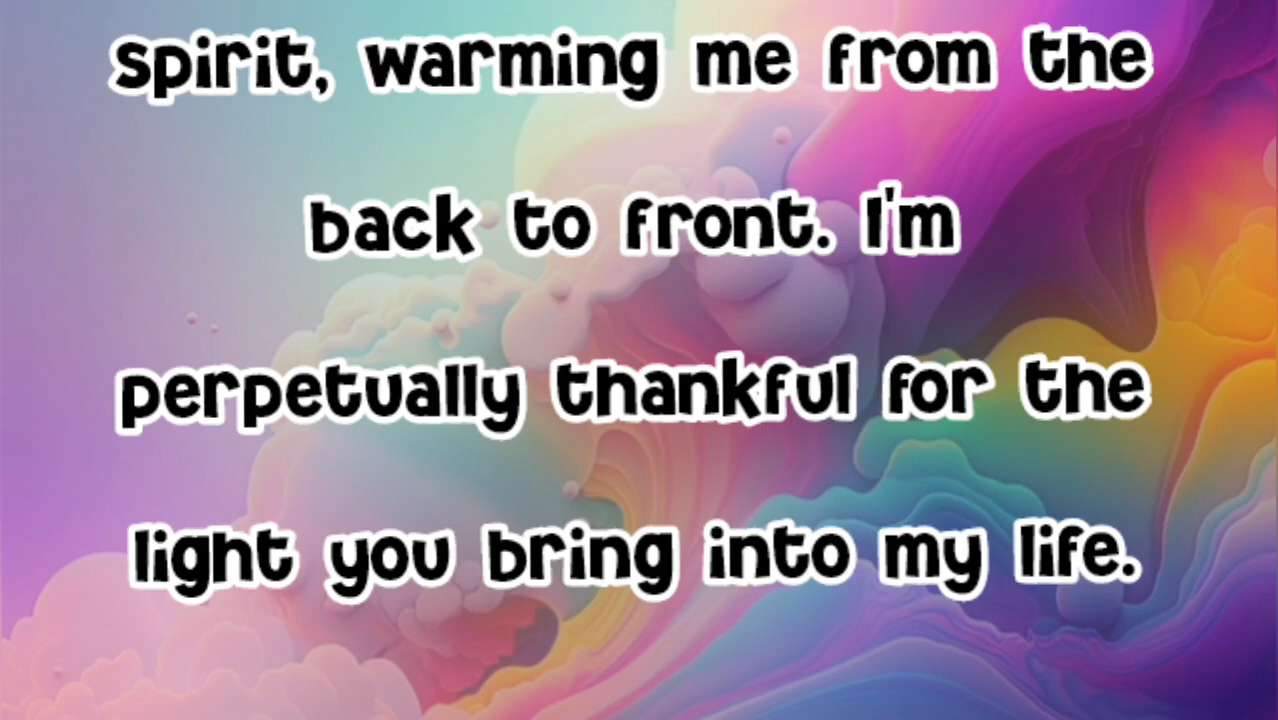 spirit, warming me from the
back to front. I'm
perpetually thankful for the
light you bring into my life.